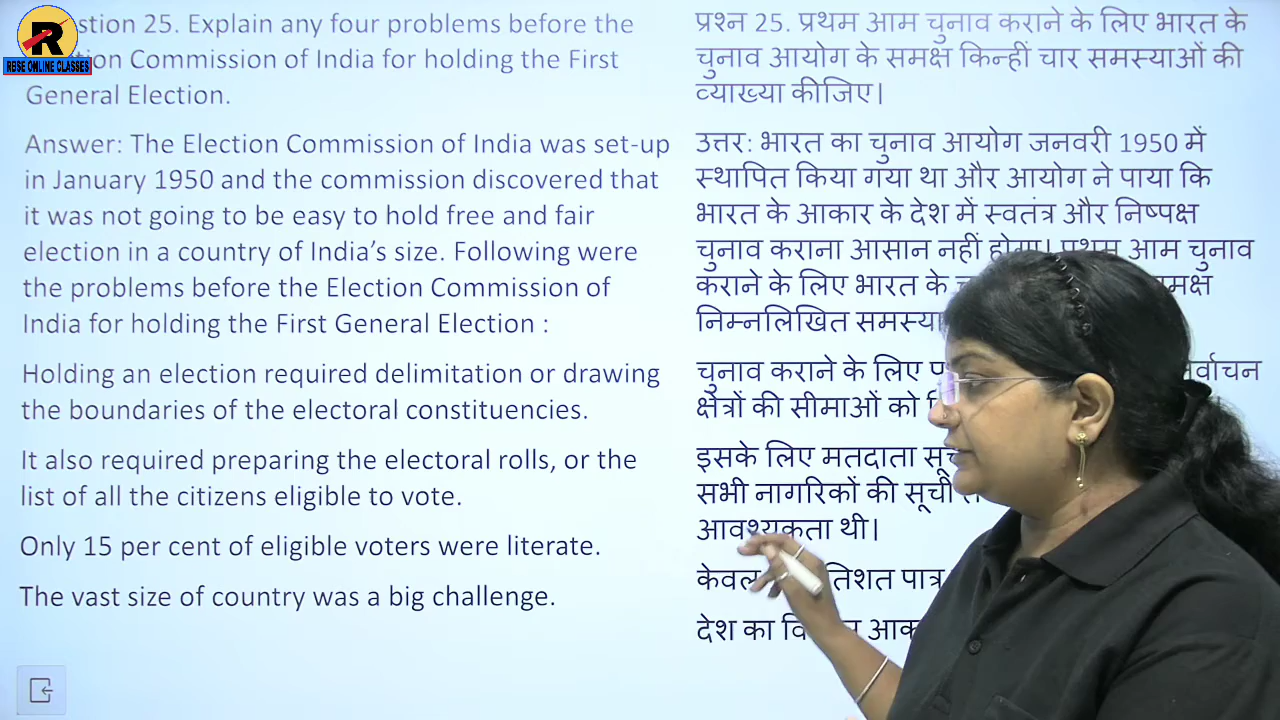 R
RBSE ONLINE CLASSES
stion 25. Explain any four problems before the
on Commission of India for holding the First
General Election.
Answer: The Election Commission of India was set-up
in January 1950 and the commission discovered that
it was not going to be easy to hold free and fair
election in a country of India's size. Following were
the problems before the Election Commission of
India for holding the First General Election :
Holding an election required delimitation or drawing
the boundaries of the electoral constituencies.
It also required preparing the electoral rolls, or the
list of all the citizens eligible to vote.
Only 15 per cent of eligible voters were literate.
The vast size of country was a big challenge.
प्रश्न 25. प्रथम आम चुनाव कराने के लिए भारत के
चुनाव आयोग के समक्ष किन्हीं चार समस्याओं की
व्याख्या कीजिए।
उत्तर: भारत का चुनाव आयोग जनवरी 1950 में
स्थापित किया गया था और आयोग ने पाया कि
भारत के आकार के देश में स्वतंत्र और निष्पक्ष
चुनाव कराना आसान नहीं होगा। प्रथम आम चुनाव
कराने के लिए भारत के समक्ष
निम्नलिखित
चुनाव कराने के लिए
क्षेत्रों की सीमाओं को
इसके लिए मतदाता
सभी नागरिकों की सूची
आवश्यकता थी।
केवल पात्र
देश का